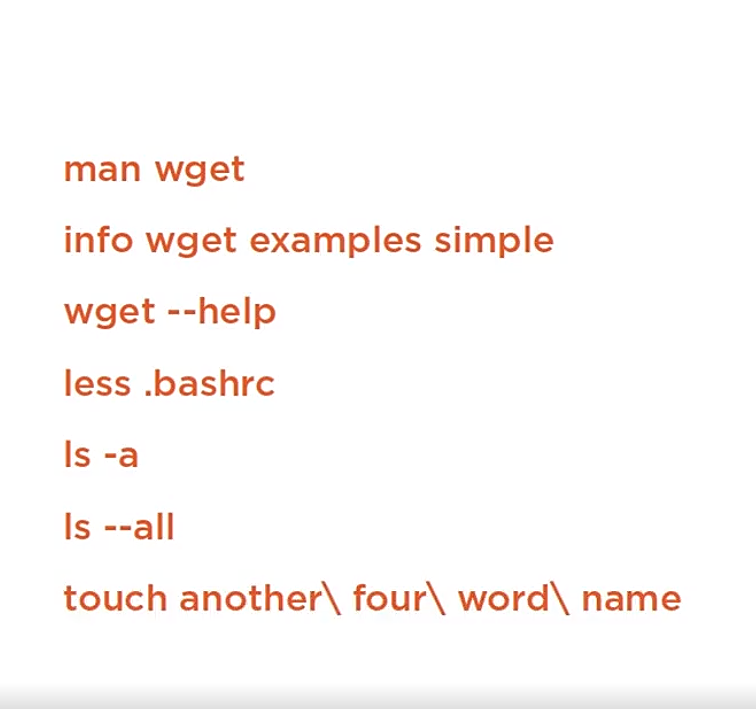 man wget
info wget examples simple
wget --help
less .bashrc
ls -a
ls --all
touch another\ four\ word\ name